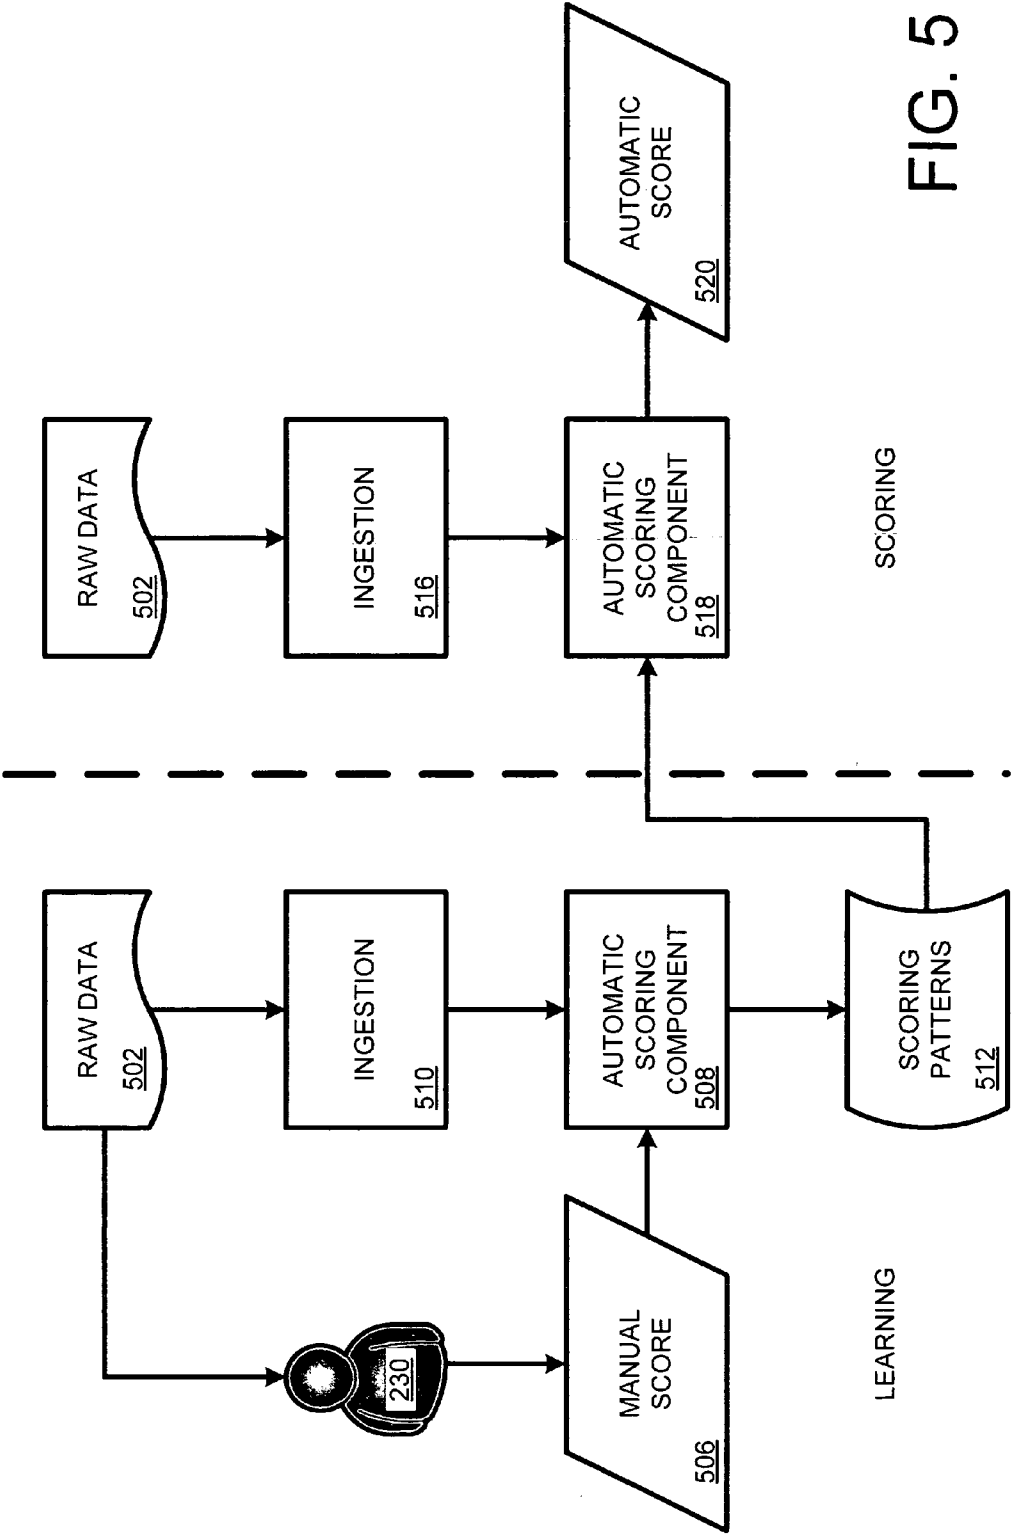 RAW DATA
502
RAW DATA
502
230
INGESTION
510
INGESTION
516
MANUAL
SCORE
506
AUTOMATIC
SCORING
COMPONENT
508
AUTOMATIC
SCORING
COMPONENT
518
AUTOMATIC
SCORE
520
SCORING
PATTERNS
512
LEARNING
SCORING
FIG. 5